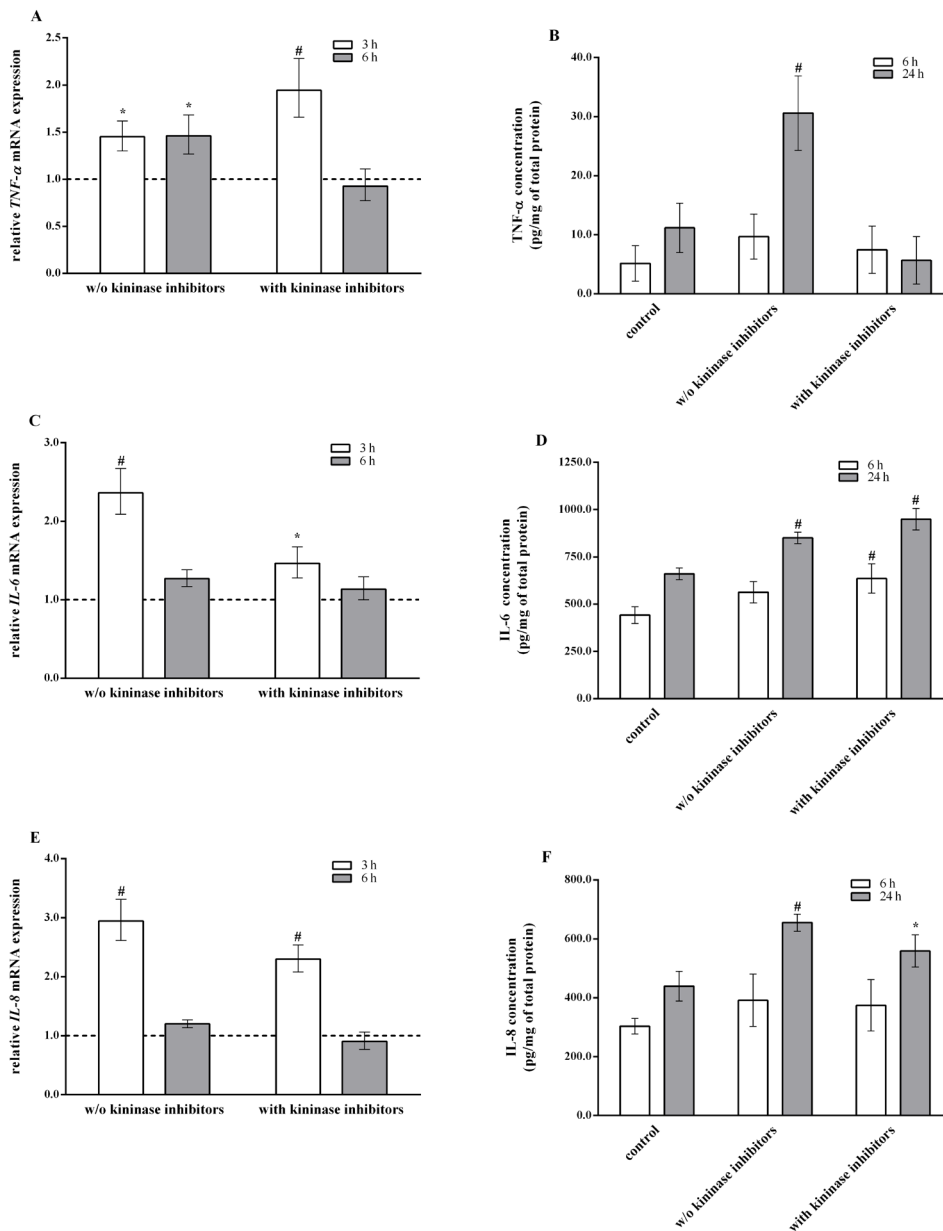 A
relative TNF-α mRNA expression
2.5
2.0
1.5
1.0
0.5
0.0
3 h
6 h
*
*
#
w/o kininase inhibitors
with kininase inhibitors
B
TNF-α concentration
(pg/mg of total protein)
40.0
30.0
20.0
10.0
0.0
6 h
24 h
#
control
w/o kininase inhibitors
with kininase inhibitors
C
relative IL-6 mRNA expression
3.0
2.0
1.0
0.0
3 h
6 h
#
*
w/o kininase inhibitors
with kininase inhibitors
D
IL-6 concentration
(pg/mg of total protein)
1250.0
1000.0
750.0
500.0
250.0
0.0
6 h
24 h
#
#
#
control
w/o kininase inhibitors
with kininase inhibitors
E
relative IL-8 mRNA expression
4.0
3.0
2.0
1.0
0.0
3 h
6 h
#
#
w/o kininase inhibitors
with kininase inhibitors
F
IL-8 concentration
(pg/mg of total protein)
800.0
600.0
400.0
200.0
0.0
6 h
24 h
#
*
control
w/o kininase inhibitors
with kininase inhibitors